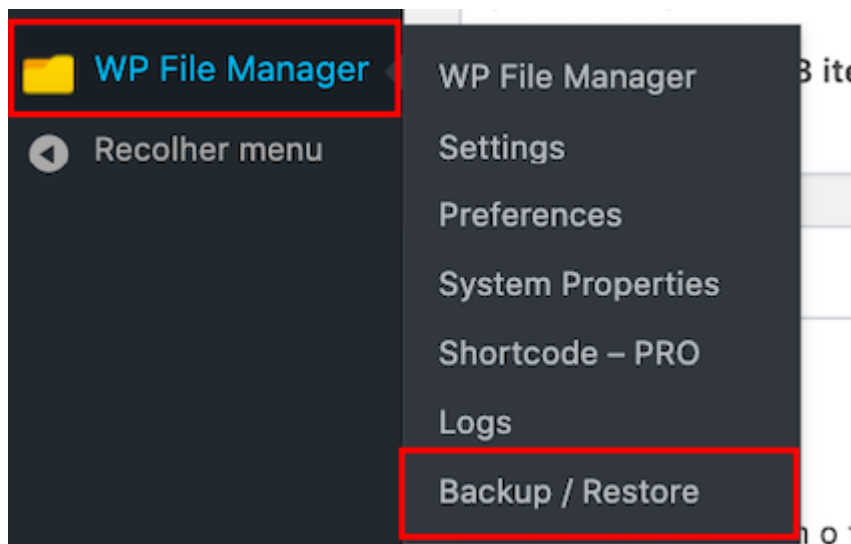 WP File Manager
Recolher menu
WP File Manager
Settings
Preferences
System Properties
Shortcode – PRO
Logs
Backup / Restore